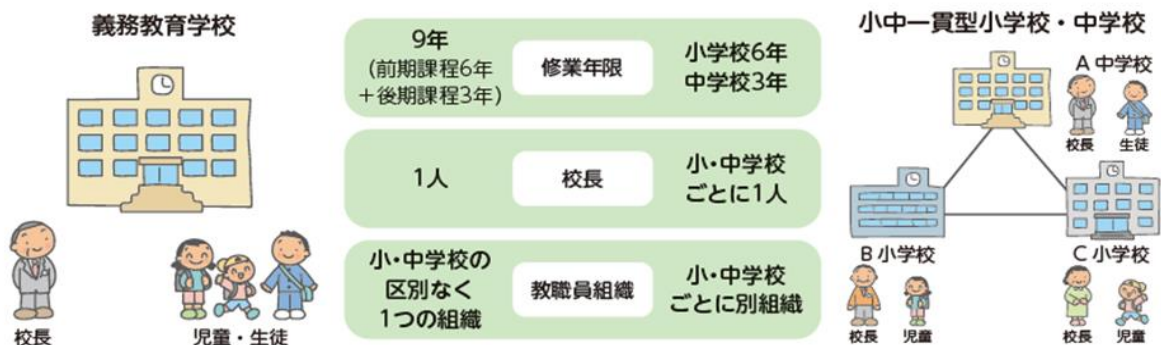 義務教育学校
校長
児童・生徒
9年
(前期課程6年
+後期課程3年)
修業年限
小学校6年
中学校3年
1人
校長
小・中学校
ごとに1人
小・中学校の
区別なく
1つの組織
教職員組織
小・中学校
ごとに別組織
小中一貫型小学校・中学校
A 中学校
校長
生徒
B 小学校
校長
児童
C 小学校
校長
児童